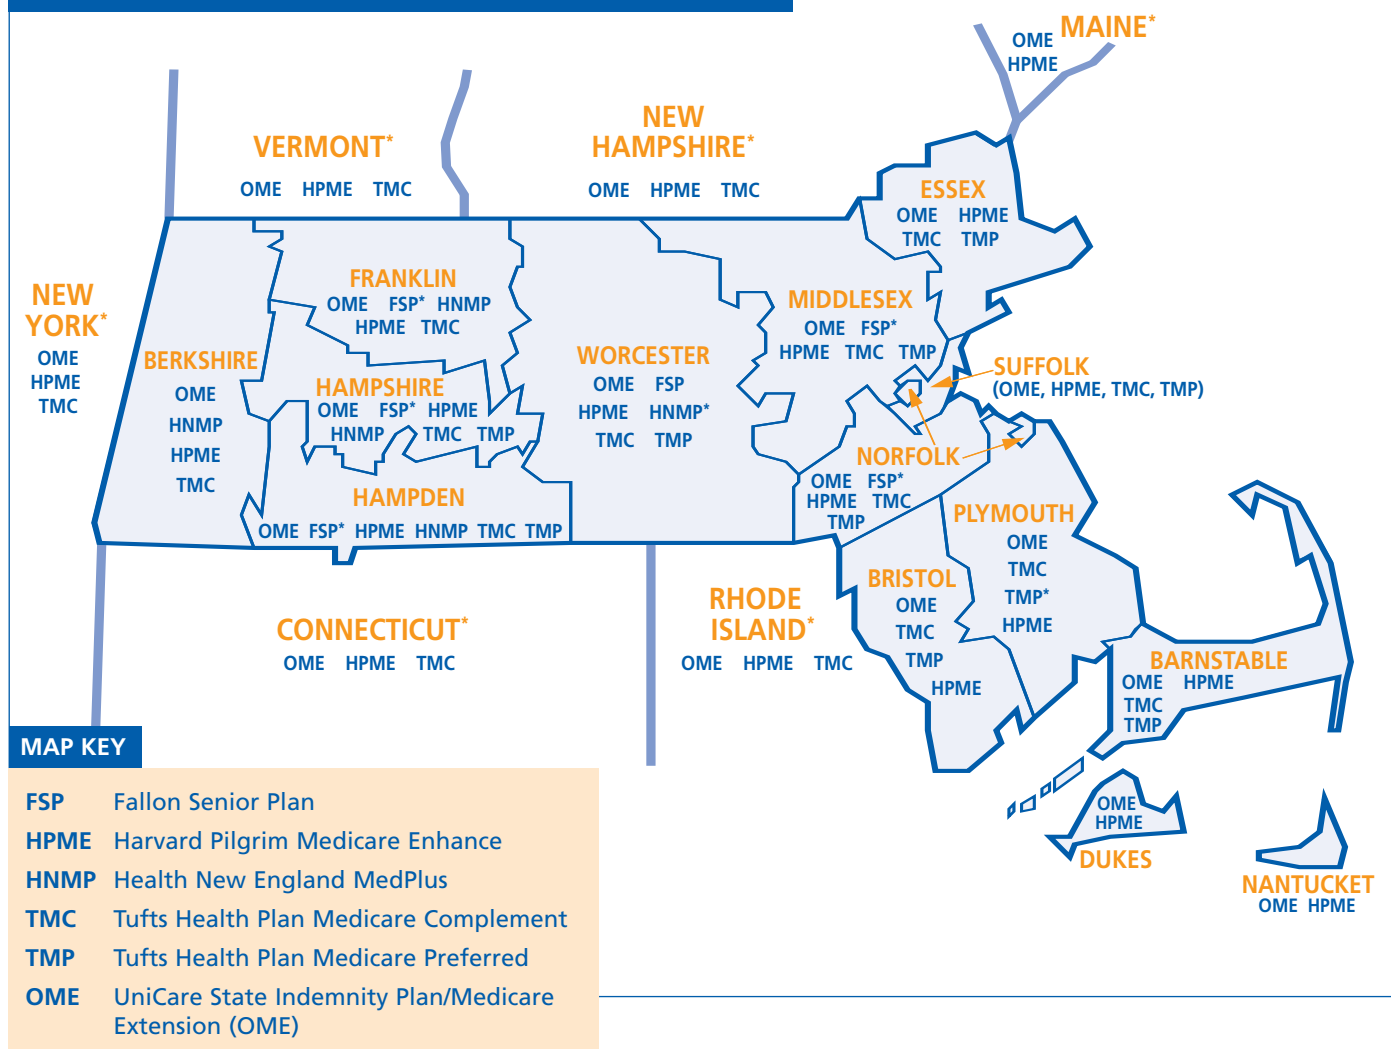 MAINE*
OME
HPME
VERMONT*
OME HPME TMC
NEW
HAMPSHIRE*
OME HPME TMC
ESSEX
OME HPME
TMC TMP
NEW
YORK*
OME
HPME
TMC
BERKSHIRE
OME
HNMP
HPME
TMC
FRANKLIN
OME FSP* HNMP
HPME TMC
HAMPSHIRE
OME FSP* HPME
HNMP TMC TMP
HAMPDEN
OME FSP* HPME HNMP TMC TMP
WORCESTER
OME FSP
HPME HNMP*
TMC TMP
MIDDLESEX
OME FSP*
HPME TMC TMP
SUFFOLK
(OME, HPME, TMC, TMP)
NORFOLK
OME FSP*
HPME TMC
TMP
PLYMOUTH
OME
TMC
TMP*
HPME
BRISTOL
OME
TMC
TMP
HPME
CONNECTICUT*
OME HPME TMC
RHODE
ISLAND*
OME HPME TMC
BARNSTABLE
OME HPME
TMC
TMP
OME
HPME
DUKES
NANTUCKET
OME HPME
MAP KEY
FSP Fallon Senior Plan
HPME Harvard Pilgrim Medicare Enhance
HNMP Health New England MedPlus
TMC Tufts Health Plan Medicare Complement
TMP Tufts Health Plan Medicare Preferred
OME UniCare State Indemnity Plan/Medicare
Extension (OME)